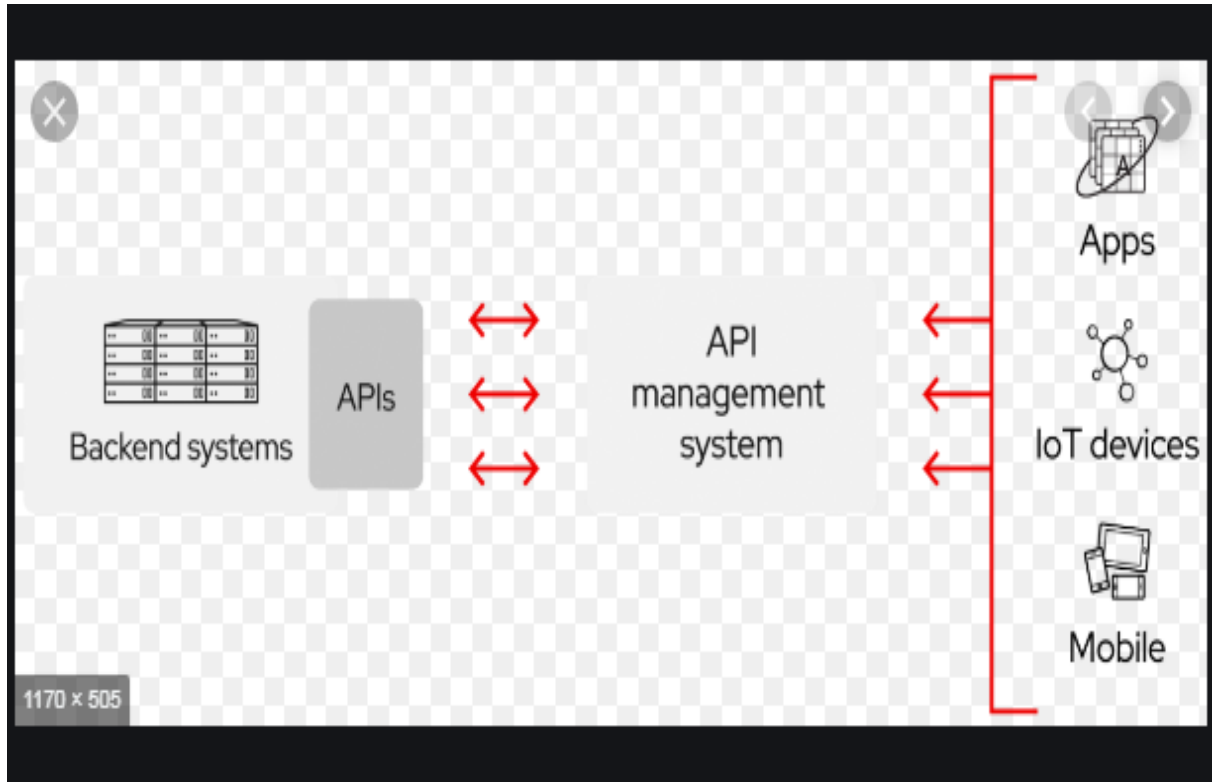 Backend systems
APIs
API
management
system
A
Apps
IoT devices
Mobile
1170 × 505